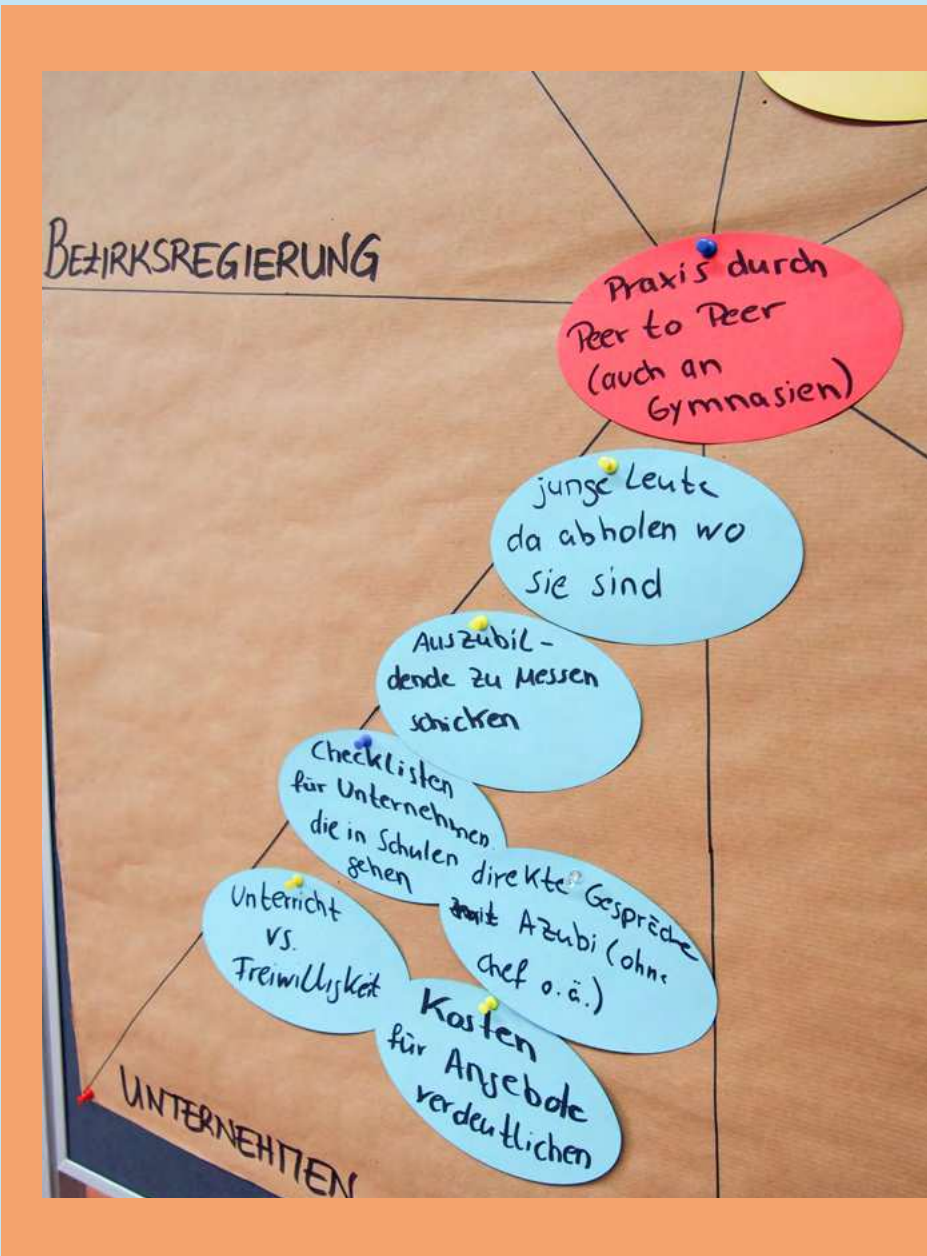 BEZIRKSREGIERUNG
Praxis durch
Peer to Peer
(auch an
Gymnasien)
junge Leute
da abholen wo
sie sind
Auszubil-
dende zu Messen
schicken
Checklisten
für Unternehmen
die in Schulen
gehen
direkte Gespräche
mit Azubi (ohne
Chef o.ä.)
Unterricht
vs.
Freiwilligkeit
Kosten
für Angebote
verdeutlichen
UNTERNEHMEN